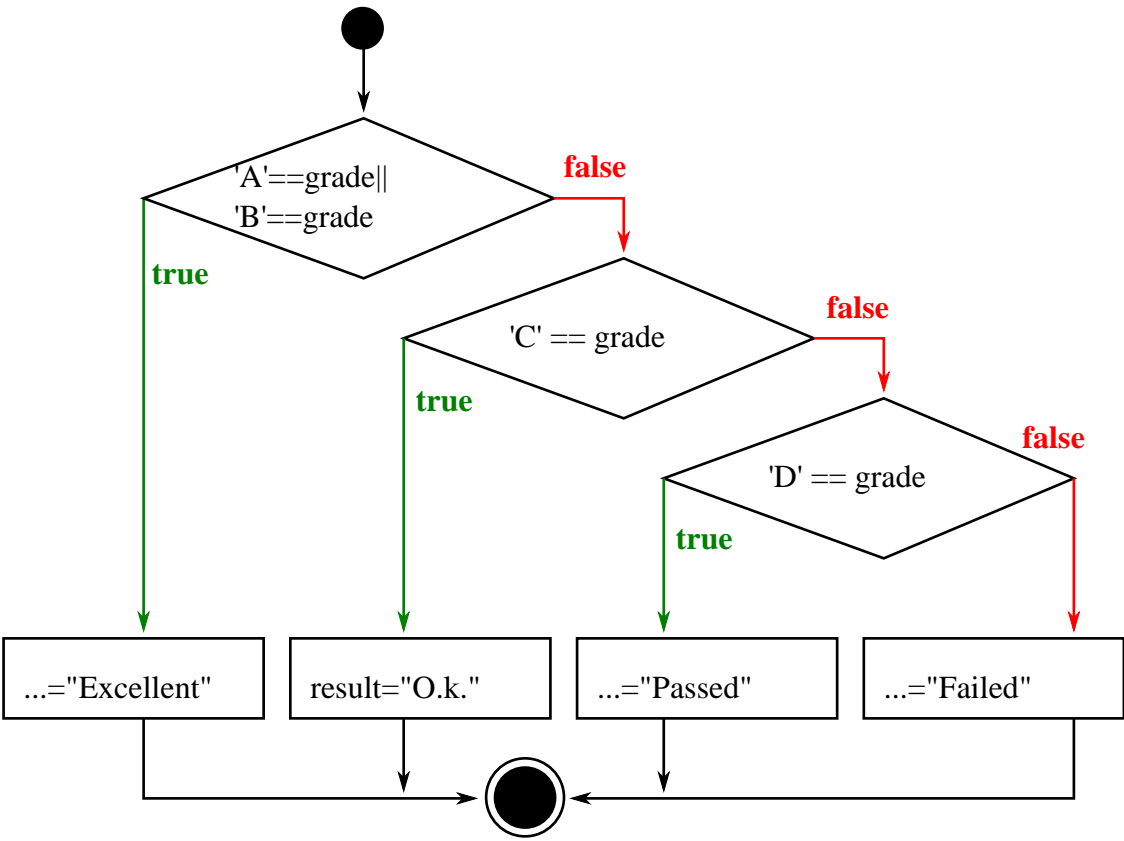 'A'==grade||
'B'==grade
false
true
'C' == grade
false
true
'D' == grade
false
true
...="Excellent"
result="O.k."
...="Passed"
...="Failed"